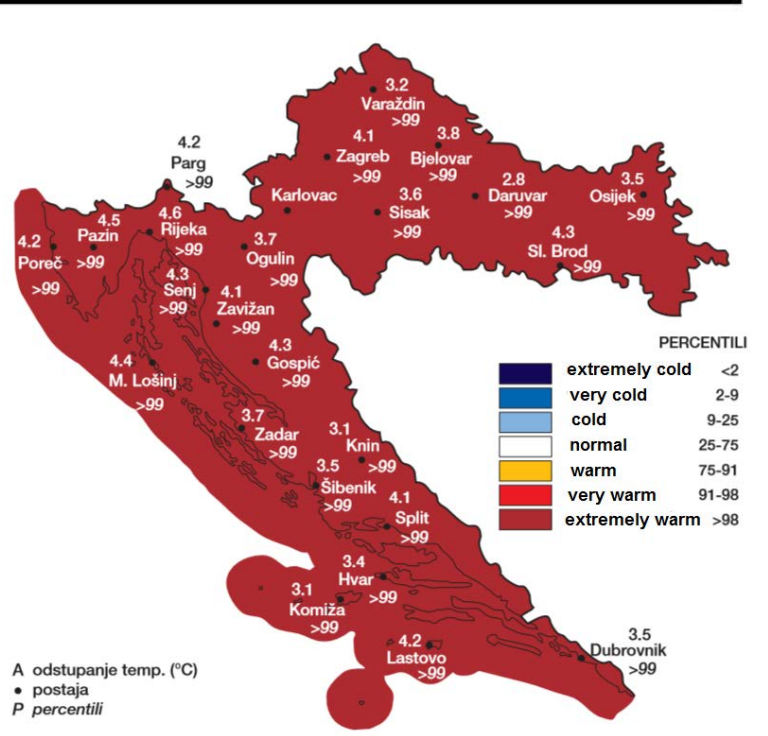 3.2
Varaždin
>99
4.1
Zagreb
>99
3.8
Bjelovar
>99
4.2
Parg
>99
Karlovac
3.6
Sisak
>99
2.8
Daruvar
>99
3.5
Osijek
>99
4.2
Poreč
>99
4.5
Pazin
>99
4.6
Rijeka
>99
3.7
Ogulin
>99
4.3
Sl. Brod
>99
4.3
Senj
>99
4.1
Zavižan
>99
4.3
Gospić
>99
4.4
M. Lošinj
>99
3.7
Zadar
>99
3.1
Knin
>99
3.5
Šibenik
>99
4.1
Split
>99
3.4
Hvar
>99
3.1
Komiža
>99
4.2
Lastovo
>99
3.5
Dubrovnik
>99
PERCENTILI
extremely cold <2
very cold 2-9
cold 9-25
normal 25-75
warm 75-91
very warm 91-98
extremely warm >98
A odstupanje temp. (ºC)
• postaja
P percentili